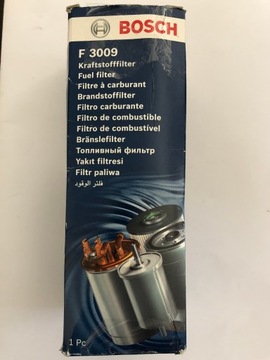 BOSCH
F 3009
Kraftstofffilter
Fuel filter
Filtre à carburant
Brandstoffilter
Filtro carburante
Filtro de combustible
Filtro de combustível
Bränslefilter
Топливный фильтр
Yakıt filtresi
Filtr paliwa
فلتر الوقود
1 Pc